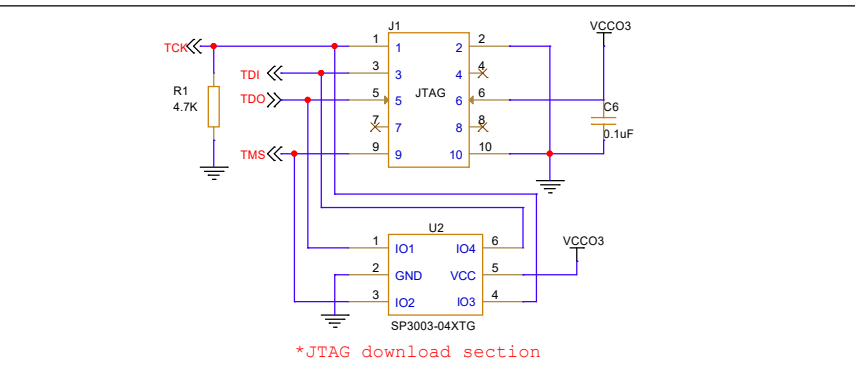 J1
VCCO3
TCK 1 1 2 2
TDI 3 3 4 4
R1 TDO 5 5 JTAG 6 6
4.7K C6
7 7 8 8 0.1uF
TMS 9 9 10 10
U2
VCCO3
1 IO1 IO4 6
2 GND VCC 5
3 IO2 IO3 4
SP3003-04XTG
*JTAG download section